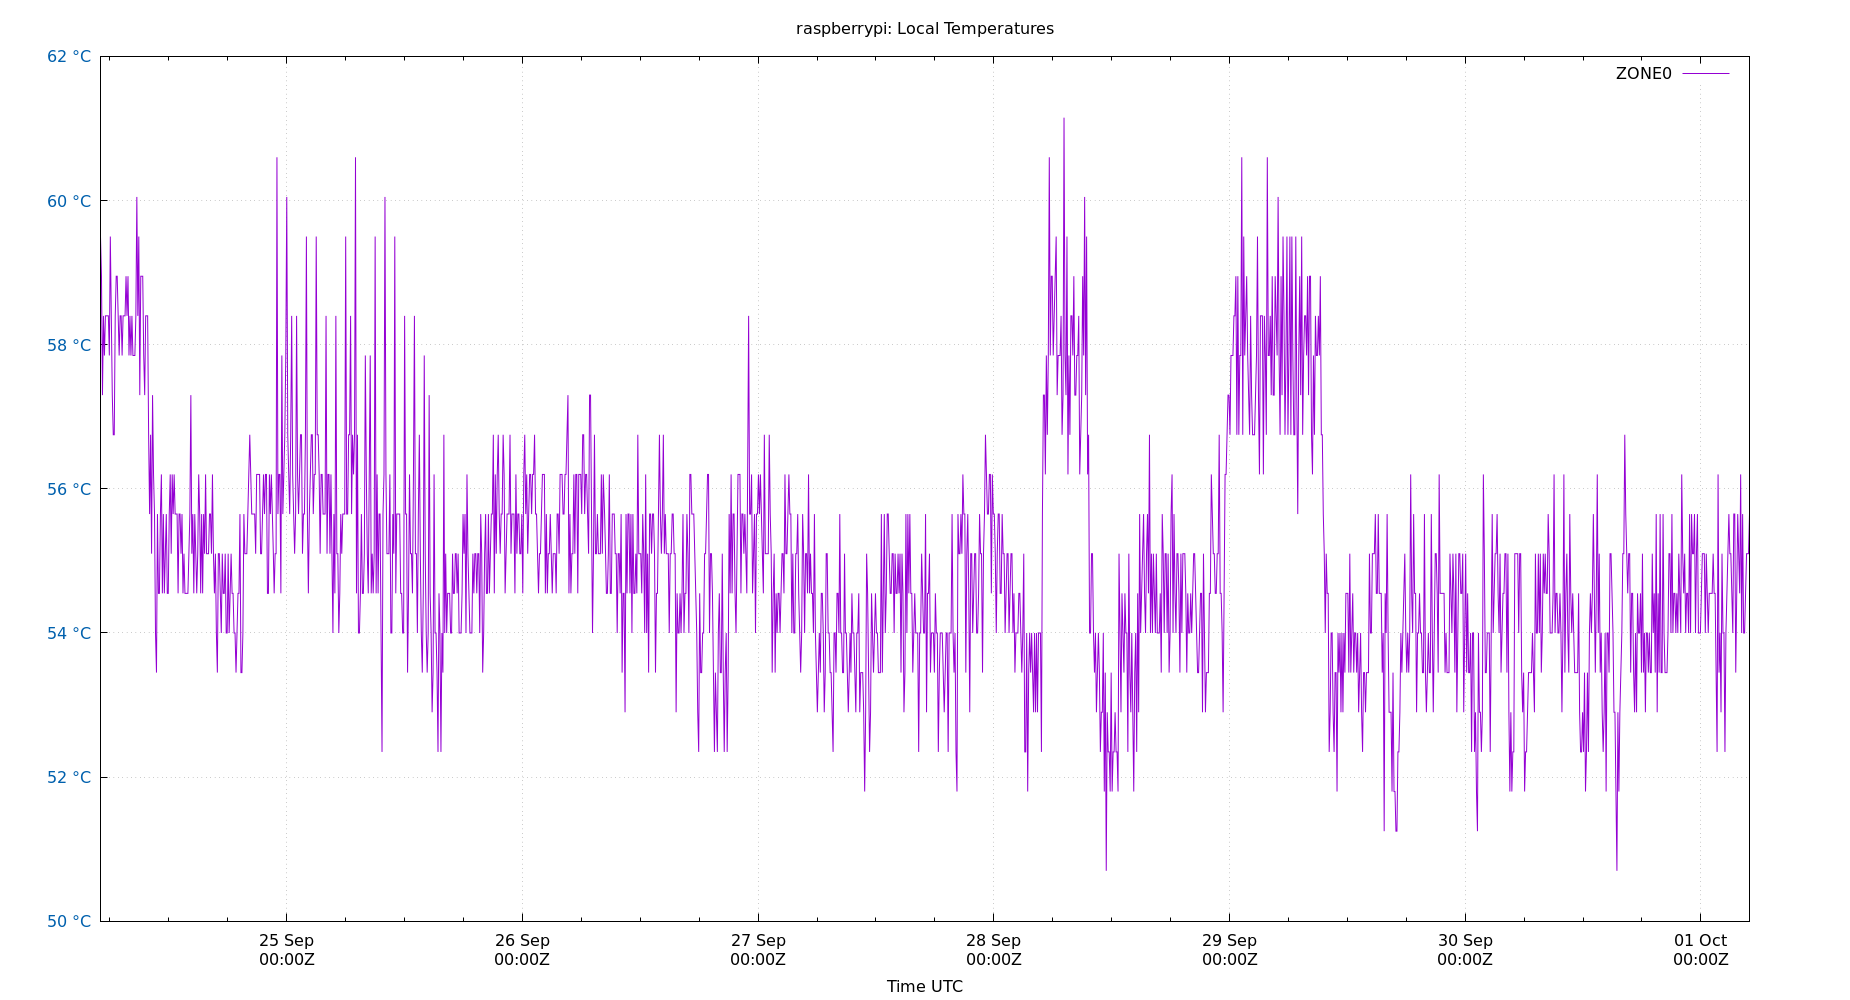 raspberrypi: Local Temperatures
62 °C
ZONE0
60 °C
58 °C
56 °C
54 °C
52 °C
50 °C
25 Sep 26 Sep 27 Sep 28 Sep 29 Sep 30 Sep 01 Oct
00:00Z 00:00Z 00:00Z 00:00Z 00:00Z 00:00Z 00:00Z
Time UTC